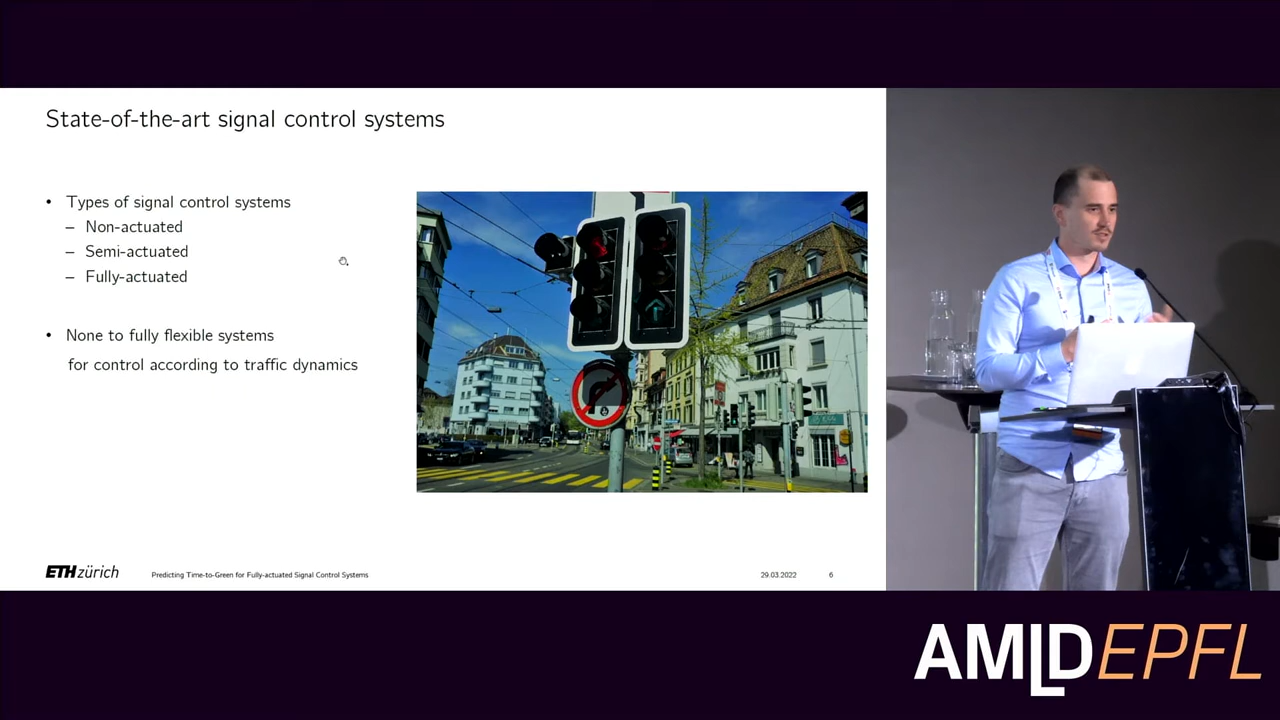 State-of-the-art signal control systems
• Types of signal control systems
– Non-actuated
– Semi-actuated
– Fully-actuated
• None to fully flexible systems
for control according to traffic dynamics
ETH zürich
Predicting Time-to-Green for Fully-actuated Signal Control Systems
29.03.2022
6
AMLDEPFL